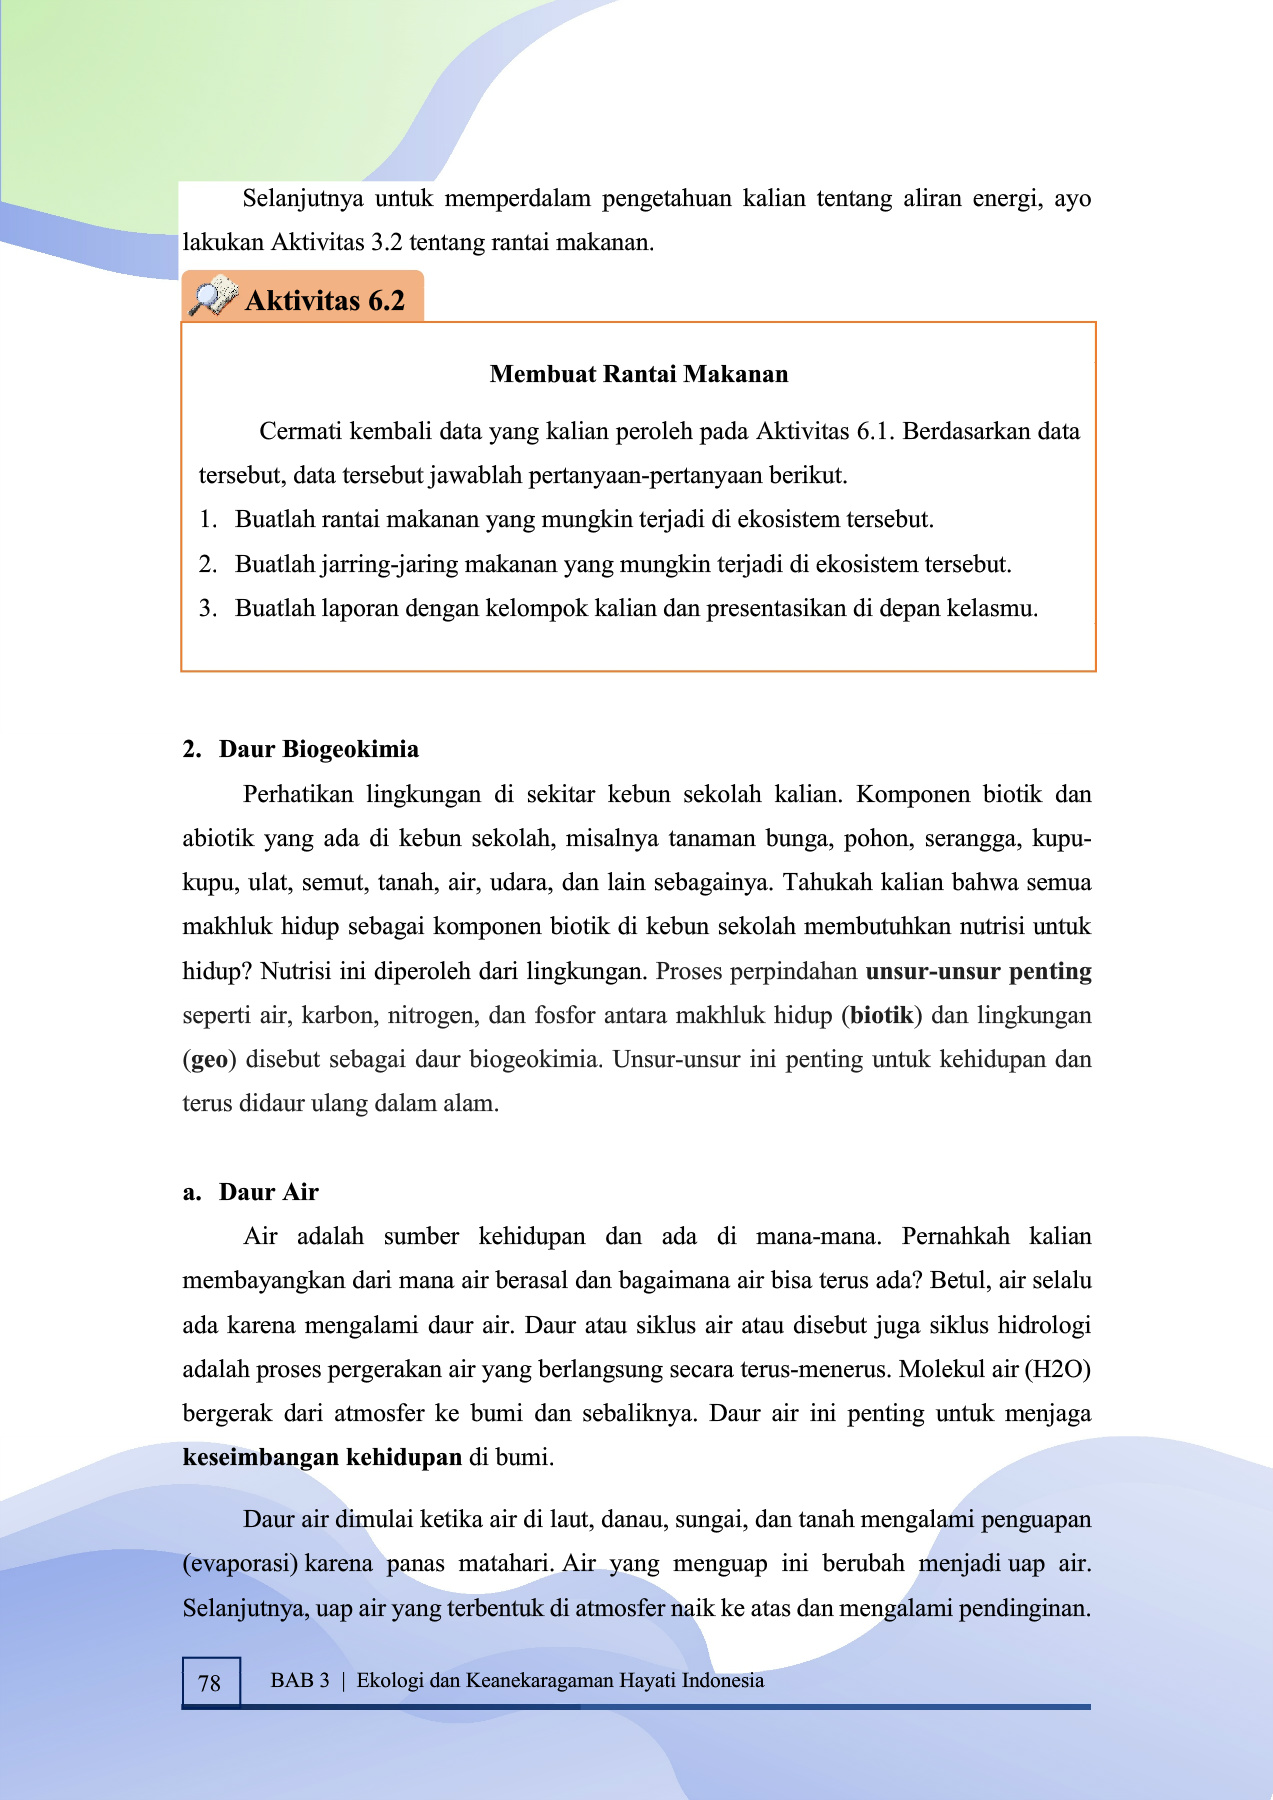 Selanjutnya untuk memperdalam pengetahuan kalian tentang aliran energi, ayo
lakukan Aktivitas 3.2 tentang rantai makanan.
Aktivitas 6.2
Membuat Rantai Makanan
Cermati kembali data yang kalian peroleh pada Aktivitas 6.1. Berdasarkan data
tersebut, data tersebut jawablah pertanyaan-pertanyaan berikut.
1. Buatlah rantai makanan yang mungkin terjadi di ekosistem tersebut.
2. Buatlah jarring-jaring makanan yang mungkin terjadi di ekosistem tersebut.
3. Buatlah laporan dengan kelompok kalian dan presentasikan di depan kelasmu.
2. Daur Biogeokimia
Perhatikan lingkungan di sekitar kebun sekolah kalian. Komponen biotik dan
abiotik yang ada di kebun sekolah, misalnya tanaman bunga, pohon, serangga, kupu-
kupu, ulat, semut, tanah, air, udara, dan lain sebagainya. Tahukah kalian bahwa semua
makhluk hidup sebagai komponen biotik di kebun sekolah membutuhkan nutrisi untuk
hidup? Nutrisi ini diperoleh dari lingkungan. Proses perpindahan unsur-unsur penting
seperti air, karbon, nitrogen, dan fosfor antara makhluk hidup (biotik) dan lingkungan
(geo) disebut sebagai daur biogeokimia. Unsur-unsur ini penting untuk kehidupan dan
terus didaur ulang dalam alam.
a. Daur Air
Air adalah sumber kehidupan dan ada di mana-mana. Pernahkah kalian
membayangkan dari mana air berasal dan bagaimana air bisa terus ada? Betul, air selalu
ada karena mengalami daur air. Daur atau siklus air atau disebut juga siklus hidrologi
adalah proses pergerakan air yang berlangsung secara terus-menerus. Molekul air (H2O)
bergerak dari atmosfer ke bumi dan sebaliknya. Daur air ini penting untuk menjaga
keseimbangan kehidupan di bumi.
Daur air dimulai ketika air di laut, danau, sungai, dan tanah mengalami penguapan
(evaporasi) karena panas matahari. Air yang menguap ini berubah menjadi uap air.
Selanjutnya, uap air yang terbentuk di atmosfer naik ke atas dan mengalami pendinginan.
78 BAB 3 | Ekologi dan Keanekaragaman Hayati Indonesia